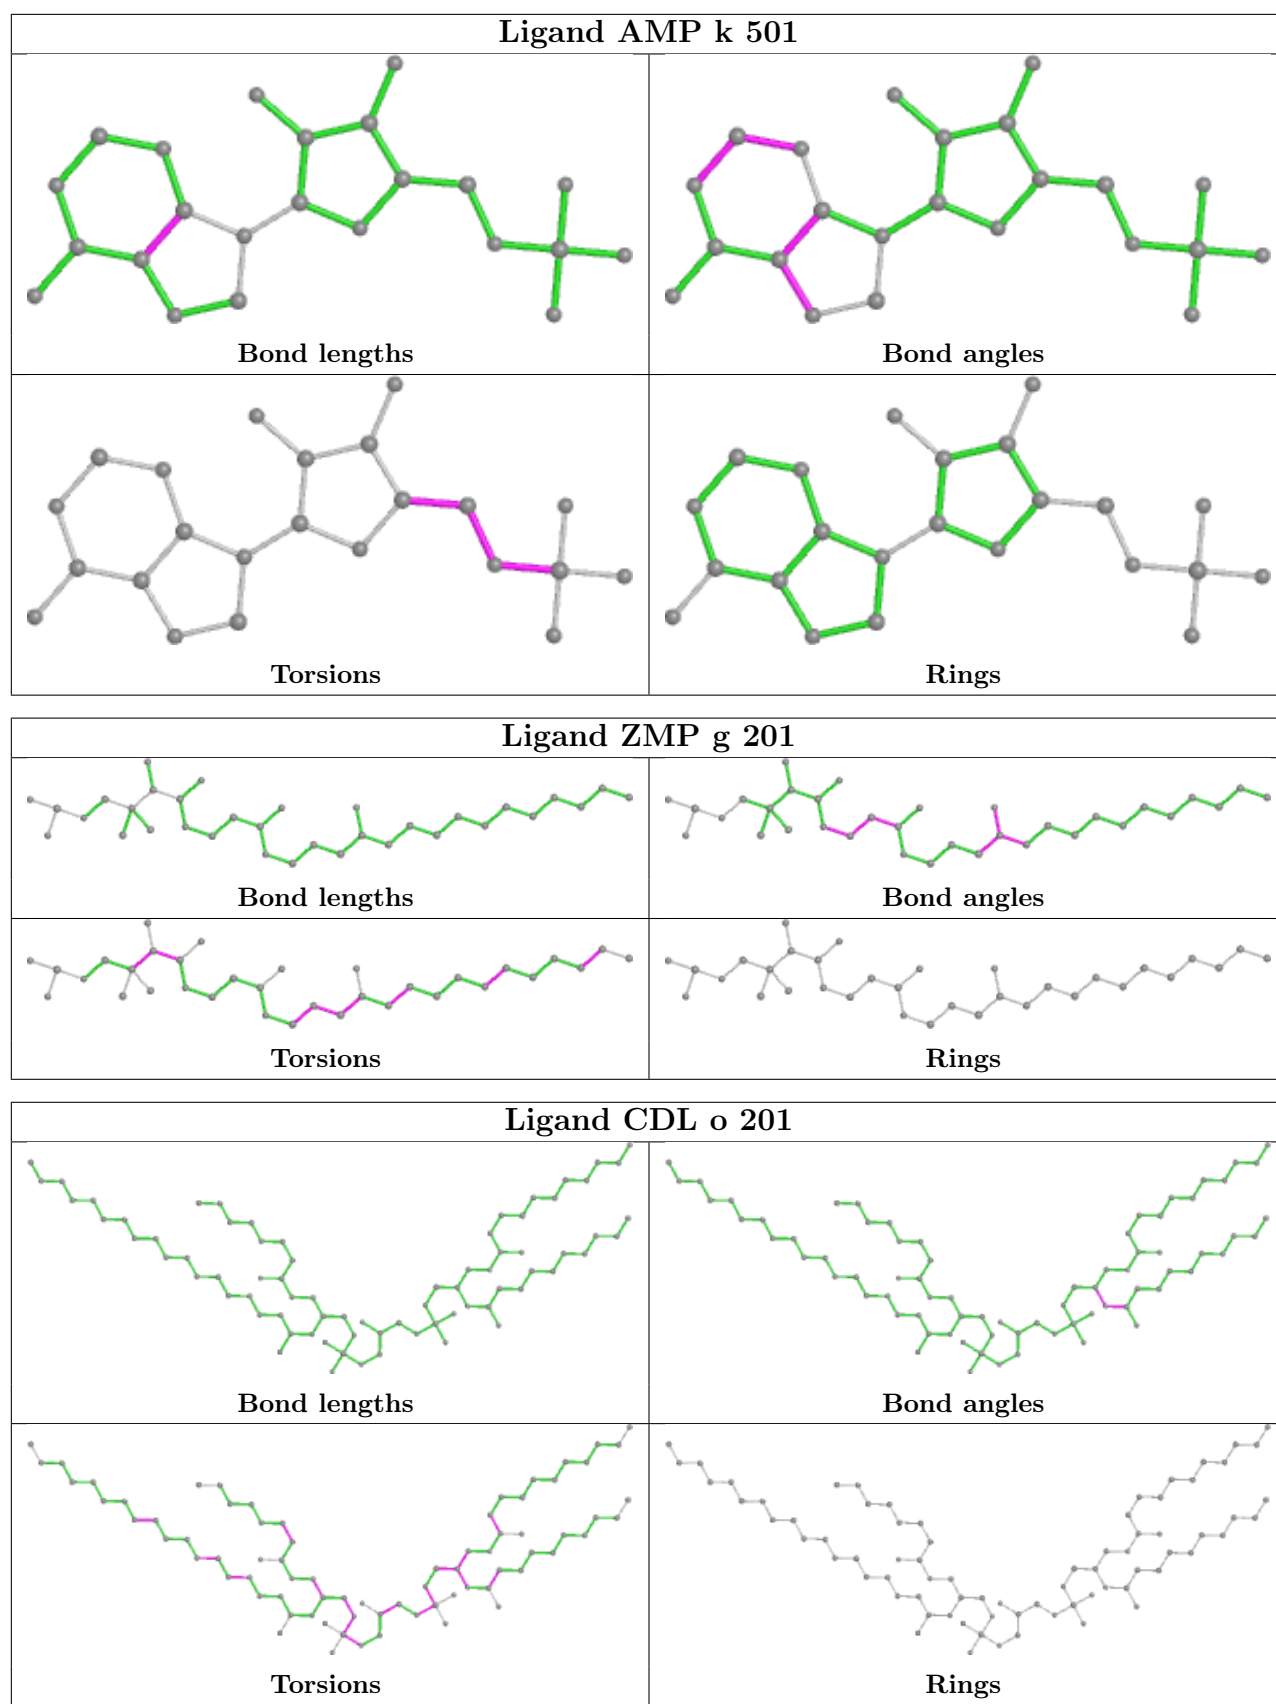 Ligand AMP k 501
Bond lengths
Bond angles
Torsions
Rings
Ligand ZMP g 201
Bond lengths
Bond angles
Torsions
Rings
Ligand CDL o 201
Bond lengths
Bond angles
Torsions
Rings